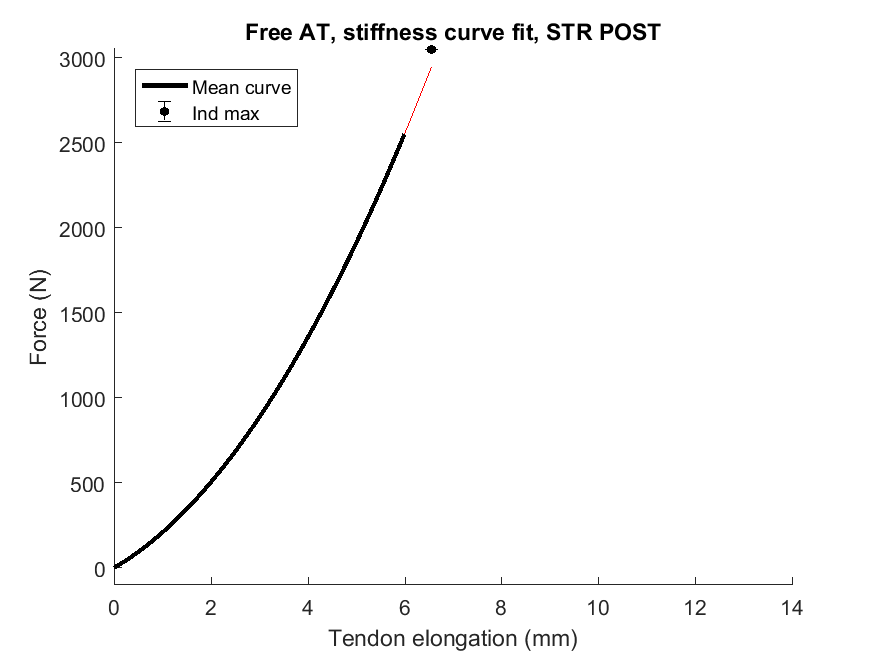 Free AT, stiffness curve fit, STR POST
Mean curve
Ind max
Force (N)
3000
2500
2000
1500
1000
500
0
0 2 4 6 8 10 12 14
Tendon elongation (mm)